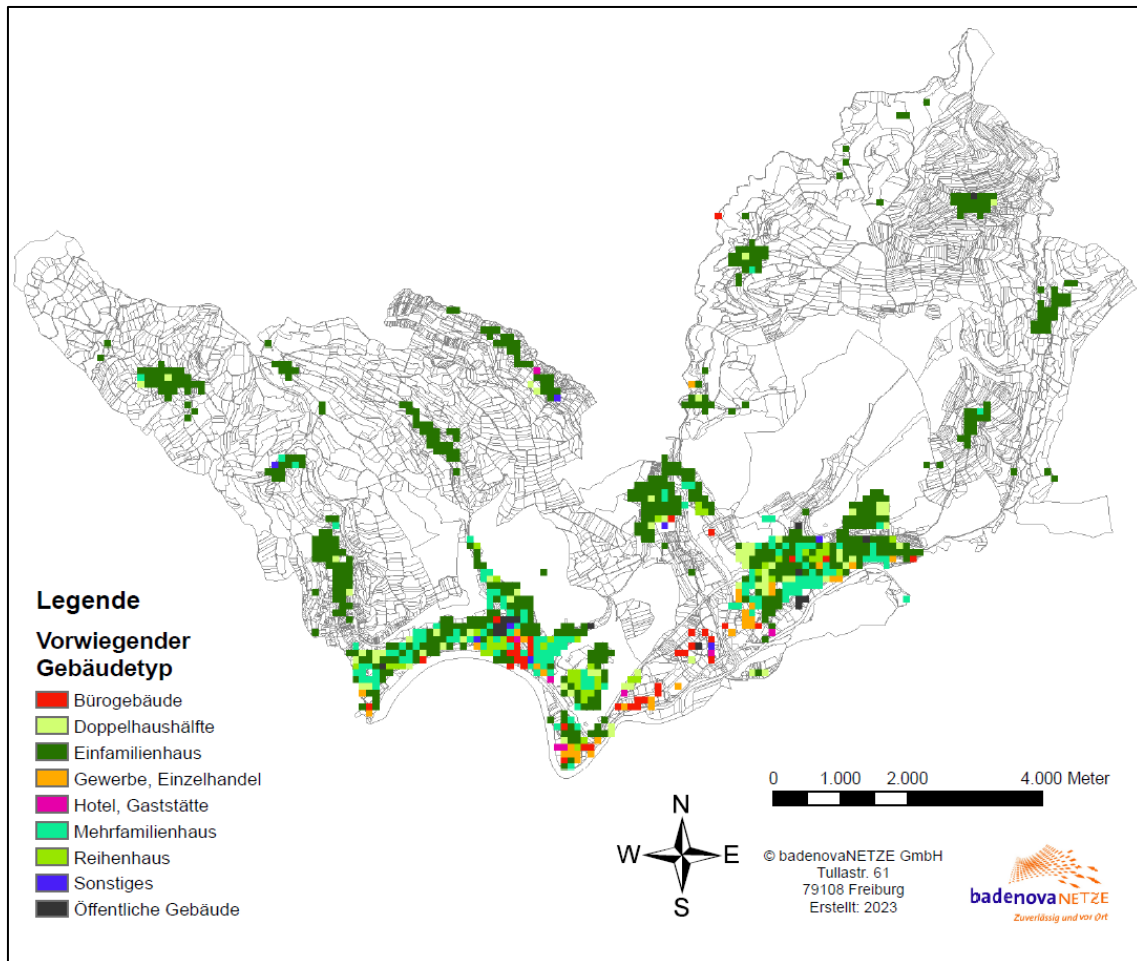 Legende
Vorwiegender
Gebäudetyp
Bürogebäude
Doppelhaushälfte
Einfamilienhaus
Gewerbe, Einzelhandel
Hotel, Gaststätte
Mehrfamilienhaus
Reihenhaus
Sonstiges
Öffentliche Gebäude
0 1.000 2.000 4.000 Meter
N
W E
S
© badenovaNETZE GmbH
Tullastr. 61
79108 Freiburg
Erstellt: 2023
badenovaNETZE
Zuverlässig und vor Ort